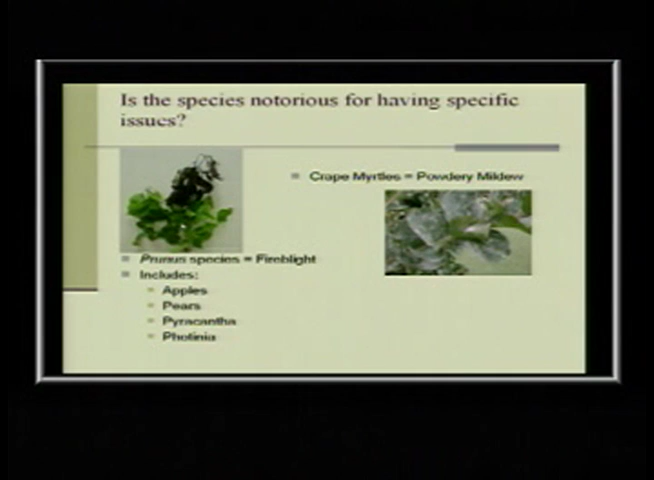 Is the species notorious for having specific
issues?
Crape Myrtles = Powdery Mildew
Prunus species = Fireblight
Includes:
Apples
Pears
Pyracantha
Photinia